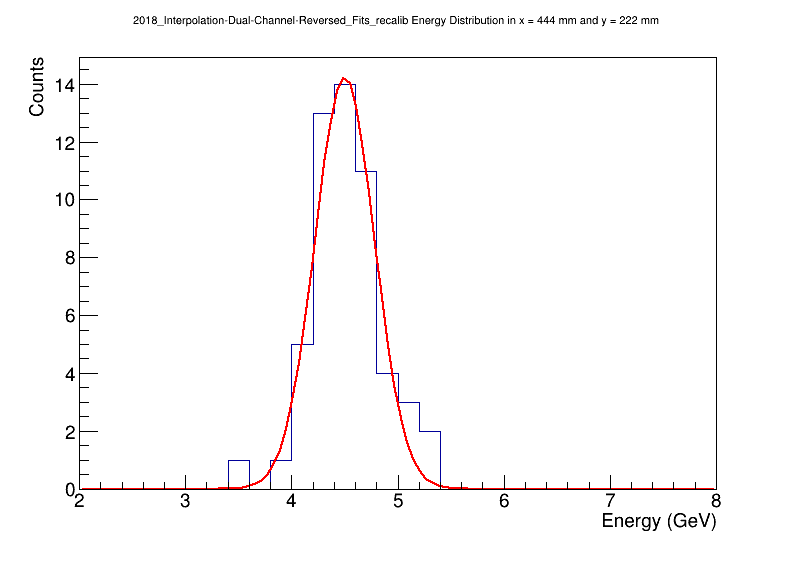 2018_Interpolation-Dual-Channel-Reversed_Fits_recalib Energy Distribution in x = 444 mm and y = 222 mm
Counts
14
12
10
8
6
4
2
0
2 3 4 5 6 7 8
Energy (GeV)